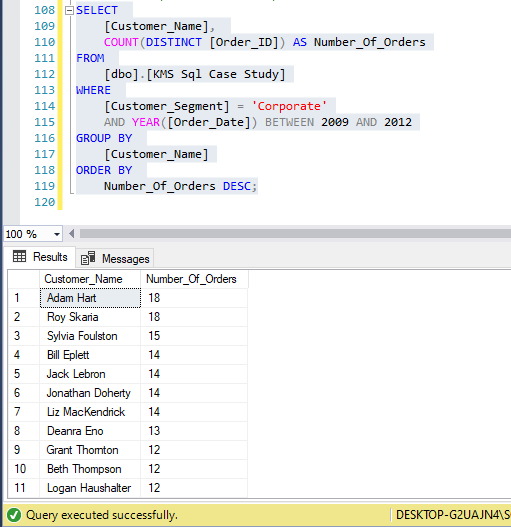 108 SELECT
109 [Customer_Name],
110 COUNT(DISTINCT [Order_ID]) AS Number_Of_Orders
111 FROM
112 [dbo].[KMS Sql Case Study]
113 WHERE
114 [Customer_Segment] = 'Corporate'
115 AND YEAR([Order_Date]) BETWEEN 2009 AND 2012
116 GROUP BY
117 [Customer_Name]
118 ORDER BY
119 Number_Of_Orders DESC;
120
100 %
Results Messages
Customer_Name Number_Of_Orders
1 Adam Hart 18
2 Roy Skaria 18
3 Sylvia Foulston 15
4 Bill Eplett 14
5 Jack Lebron 14
6 Jonathan Doherty 14
7 Liz MacKendrick 14
8 Deanra Eno 13
9 Grant Thornton 12
10 Beth Thompson 12
11 Logan Haushalter 12
Query executed successfully. DESKTOP-G2UAJN4\S